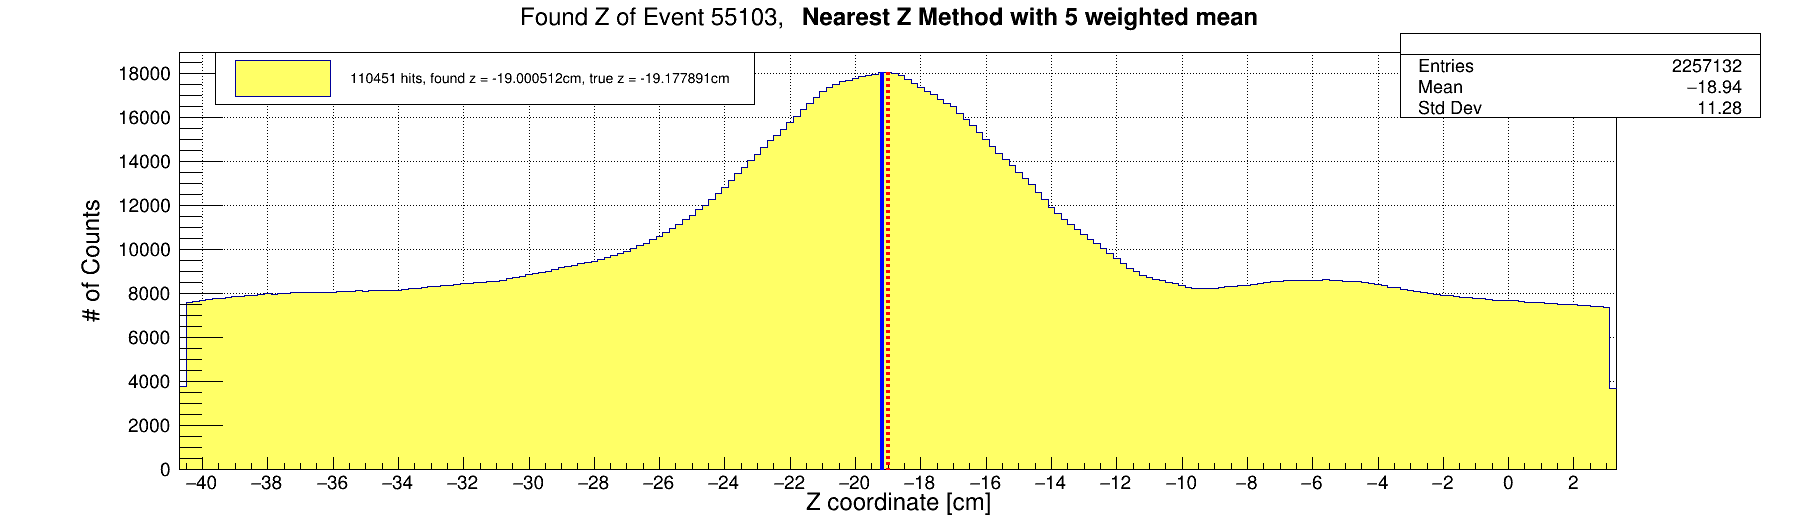 Found Z of Event 55103, Nearest Z Method with 5 weighted mean
110451 hits, found z = -19.000512cm, true z = -19.177891cm
Entries 2257132
Mean −18.94
Std Dev 11.28
18000
16000
14000
12000
10000
8000
6000
4000
2000
0
# of Counts
−40 −38 −36 −34 −32 −30 −28 −26 −24 −22 −20 −18 −16 −14 −12 −10 −8 −6 −4 −2 0 2
Z coordinate [cm]